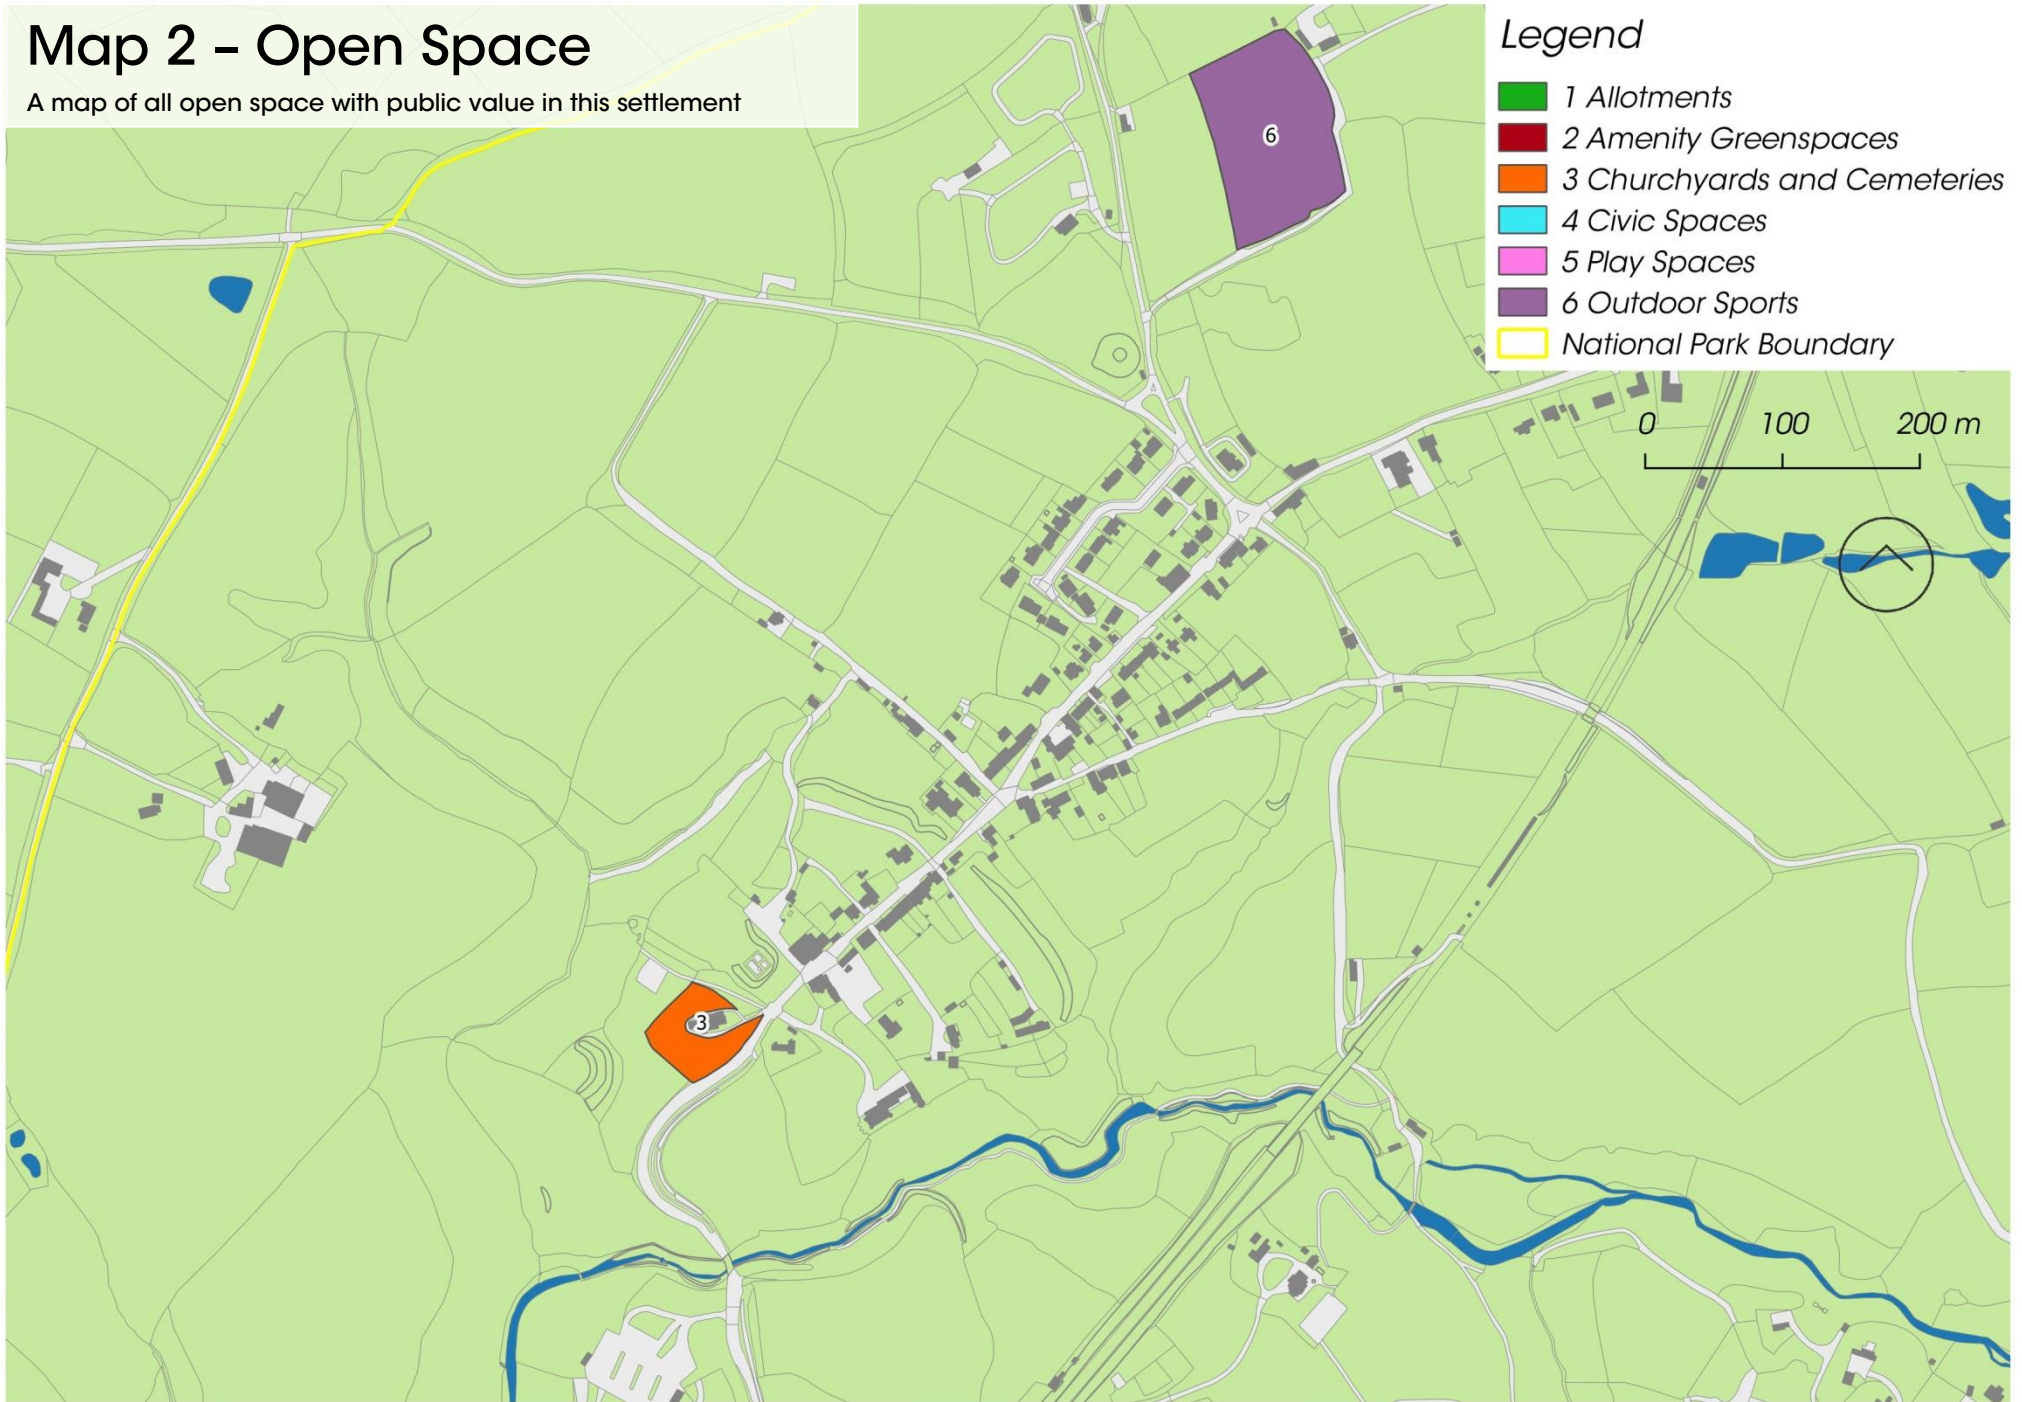 Map 2 – Open Space
A map of all open space with public value in this settlement
Legend
1 Allotments
2 Amenity Greenspaces
3 Churchyards and Cemeteries
4 Civic Spaces
5 Play Spaces
6 Outdoor Sports
National Park Boundary
0 100 200 m
6
3